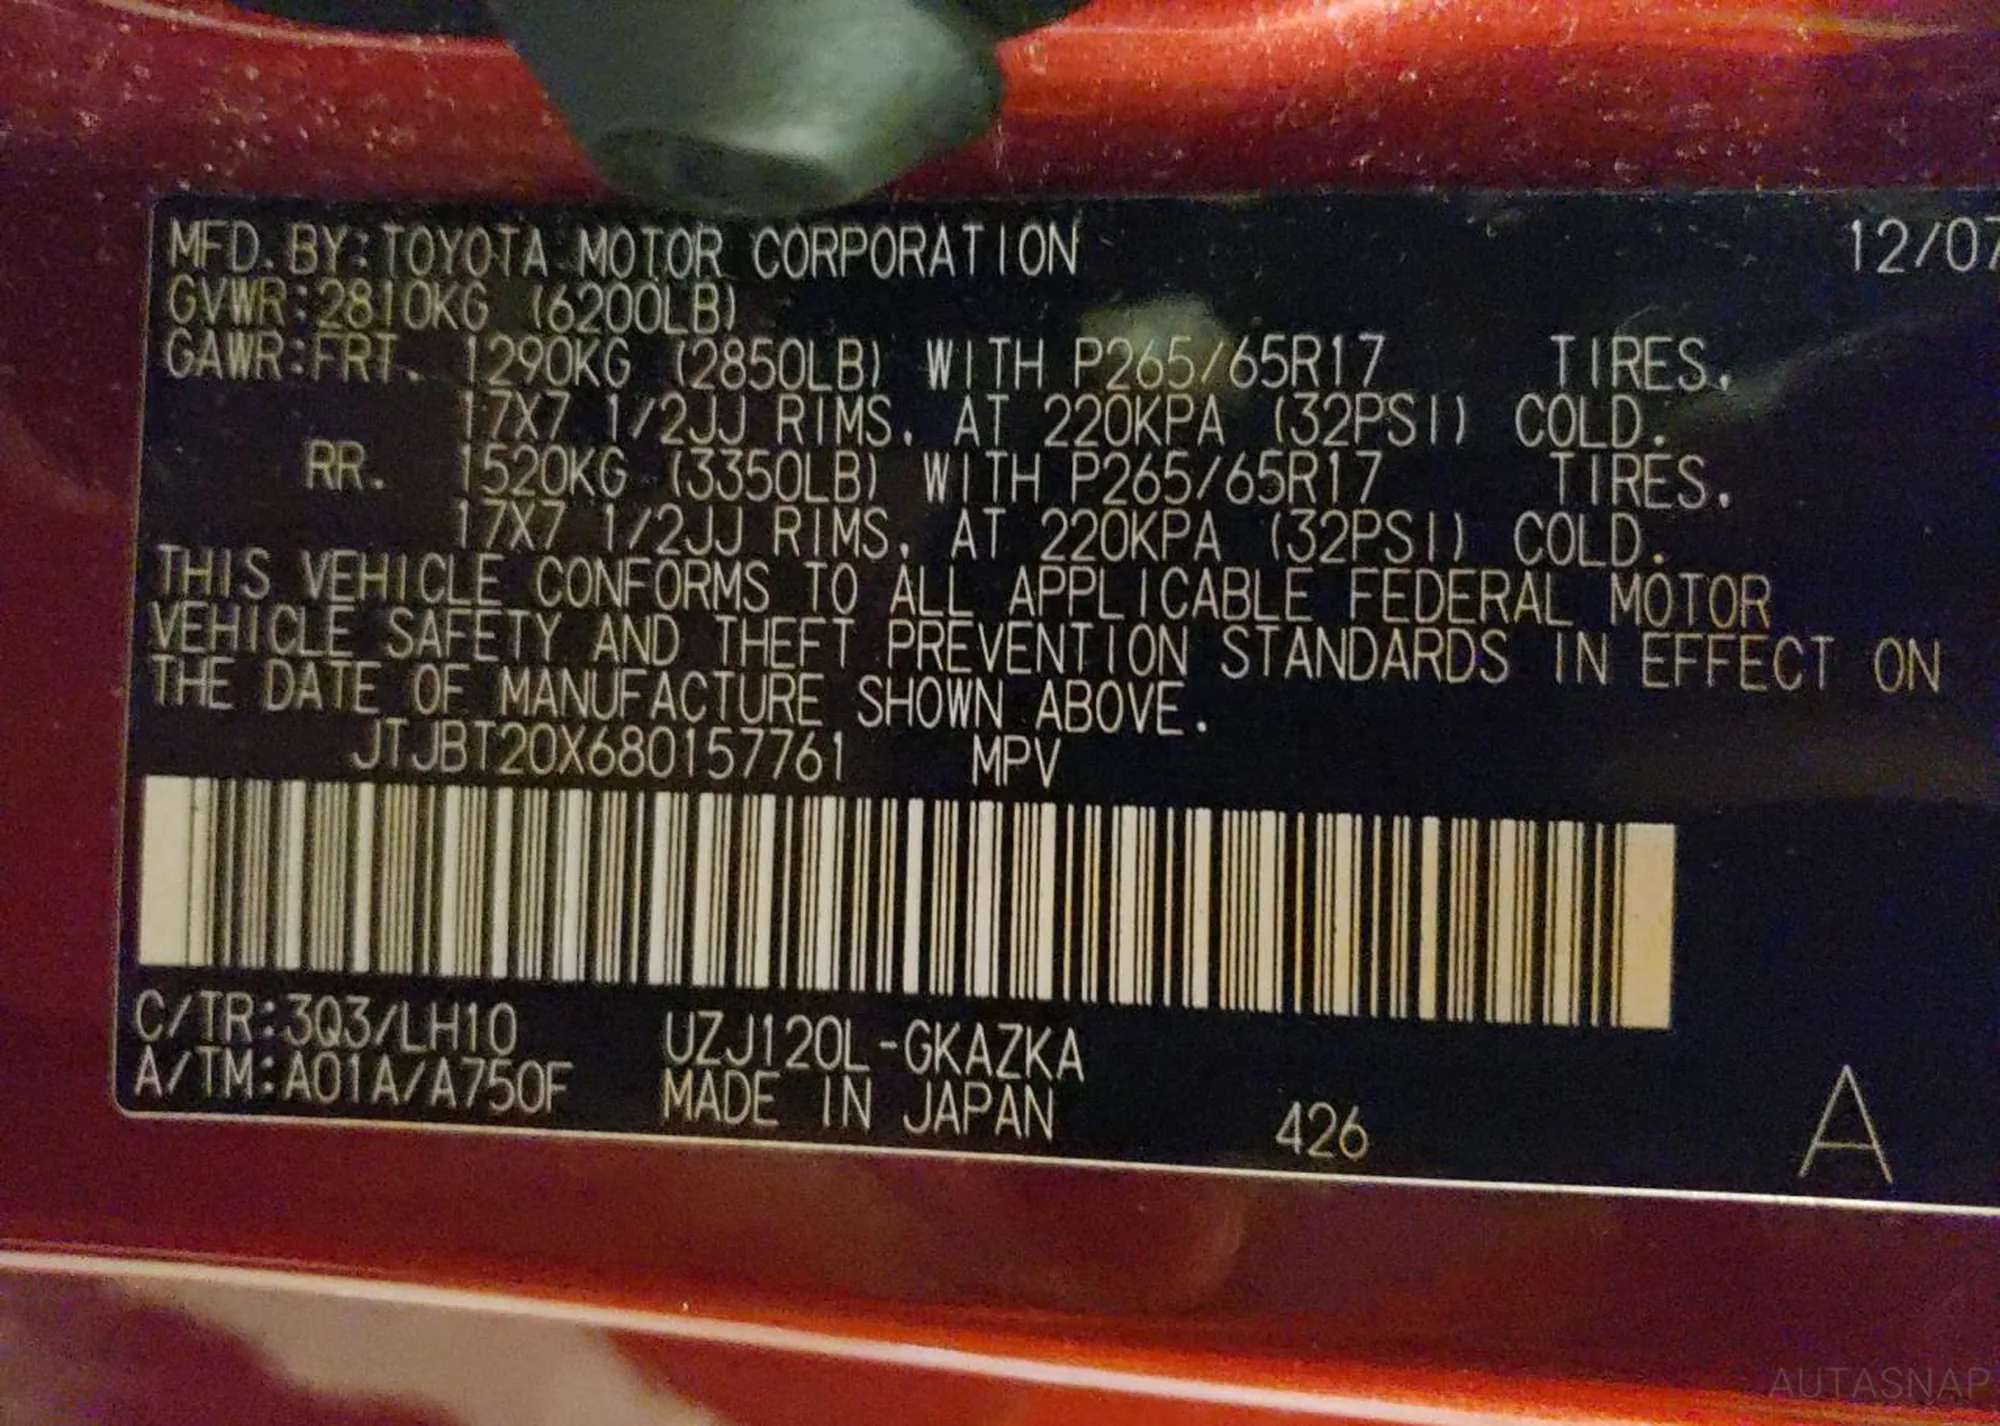 MFD. BY:TOYOTA MOTOR CORPORATION 12/07
GVWR:2810KG (6200LB)
GAWR:FRT. 1290KG (2850LB) WITH P265/65R17 TIRES.
17X7 1/2JJ RIMS. AT 220KPA (32PSI) COLD.
RR. 1520KG (3350LB) WITH P265/65R17 TIRES.
17X7 1/2JJ RIMS. AT 220KPA (32PSI) COLD.
THIS VEHICLE CONFORMS TO ALL APPLICABLE FEDERAL MOTOR
VEHICLE SAFETY AND THEFT PREVENTION STANDARDS IN EFFECT ON
THE DATE OF MANUFACTURE SHOWN ABOVE.
JTJBT20X680157761 MPV
C/TR:3Q3/LH10 UZJ120L-GKAZKA
A/TM:A01A/A750F MADE IN JAPAN 426 A
AUTASNAP